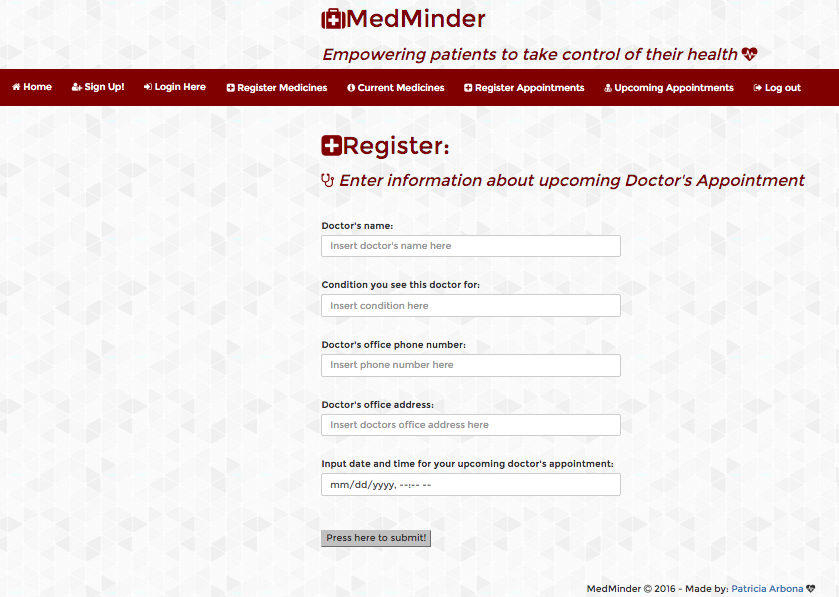 MedMinder
Empowering patients to take control of their health
Home Sign Up! Login Here Register Medicines Current Medicines Register Appointments Upcoming Appointments Log out
Register:
Enter information about upcoming Doctor's Appointment
Doctor's name:
Insert doctor's name here
Condition you see this doctor for:
Insert condition here
Doctor's office phone number:
Insert phone number here
Doctor's office address:
Insert doctors office address here
Input date and time for your upcoming doctor's appointment:
mm/dd/yyyy, --:-- --
Press here to submit!
MedMinder © 2016 - Made by: Patricia Arbona